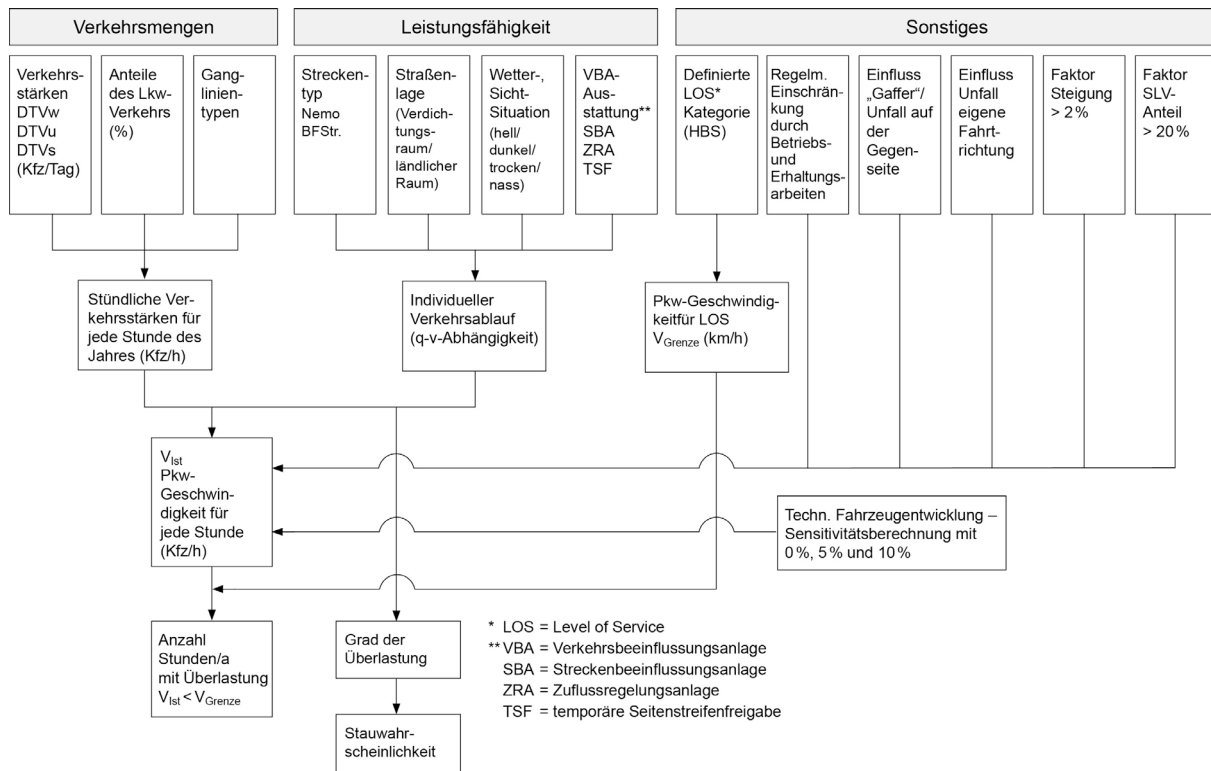 Verkehrsmengen
Leistungsfähigkeit
Sonstiges
Verkehrs-
stärken
DTVw
DTVu
DTVs
(Kfz/Tag)
Anteile
des Lkw-
Verkehrs
(%)
Gang-
linien-
typen
Strecken-
typ
Nemo
BFStr.
Straßen-
lage
(Verdich-
tungs-
raum/
ländlicher
Raum)
Wetter-,
Sicht-
Situation
(hell/
dunkel/
trocken/
nass)
VBA-
Aus-
stattung**
SBA
ZRA
TSF
Definierte
LOS*
Kategorie
(HBS)
Regelm.
Einschrän-
kung
durch
Betriebs-
und
Erhaltungs-
arbeiten
Einfluss
„Gaffer“/
Unfall auf
der
Gegen-
seite
Einfluss
Unfall
eigene
Fahrt-
richtung
Faktor
Steigung
> 2 %
Faktor
SLV-
Anteil
> 20 %
Stündliche Ver-
kehrsstärken für
jede Stunde des
Jahres (Kfz/h)
Individueller
Verkehrsablauf
(q-v-Abhängigkeit)
Pkw-Geschwindig-
keitfür LOS
VGrenze (km/h)
VIst
Pkw-
Geschwin-
digkeit für
jede Stunde
(Kfz/h)
Techn. Fahrzeugentwicklung –
Sensitivitätsberechnung mit
0 %, 5 % und 10 %
Anzahl
Stunden/a
mit Überlastung
VIst < VGrenze
Grad der
Überlastung
Stauwahr-
scheinlichkeit
* LOS = Level of Service
** VBA = Verkehrsbeeinflussungsanlage
SBA = Streckenbeeinflussungsanlage
ZRA = Zuflussregelungsanlage
TSF = temporäre Seitenstreifenfreigabe